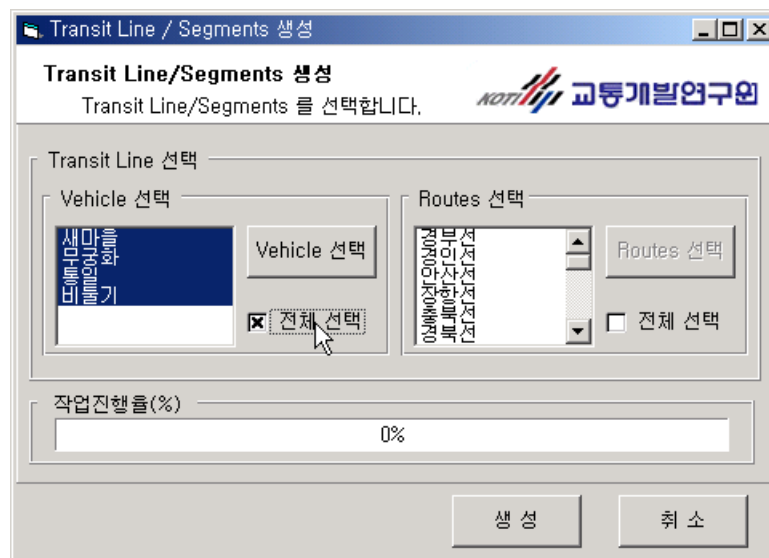 Transit Line / Segments 생성
Transit Line/Segments 생성
Transit Line/Segments 를 선택합니다.
KOTI 교통개발연구원
Transit Line 선택
Vehicle 선택
새마을
무궁화
통일
비둘기
Vehicle 선택
전체 선택
Routes 선택
경부선
경인선
안산선
장항선
충북선
경북선
Routes 선택
전체 선택
작업진행율(%)
0%
생 성
취 소